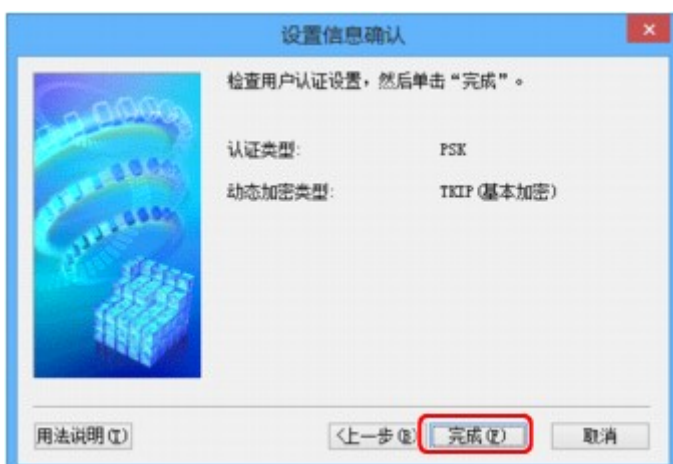 设置信息确认
检查用户认证设置，然后单击“完成”。
认证类型: PSK
动态加密类型: TKIP(基本加密)
用法说明(I) <上一步(B) 完成(F) 取消